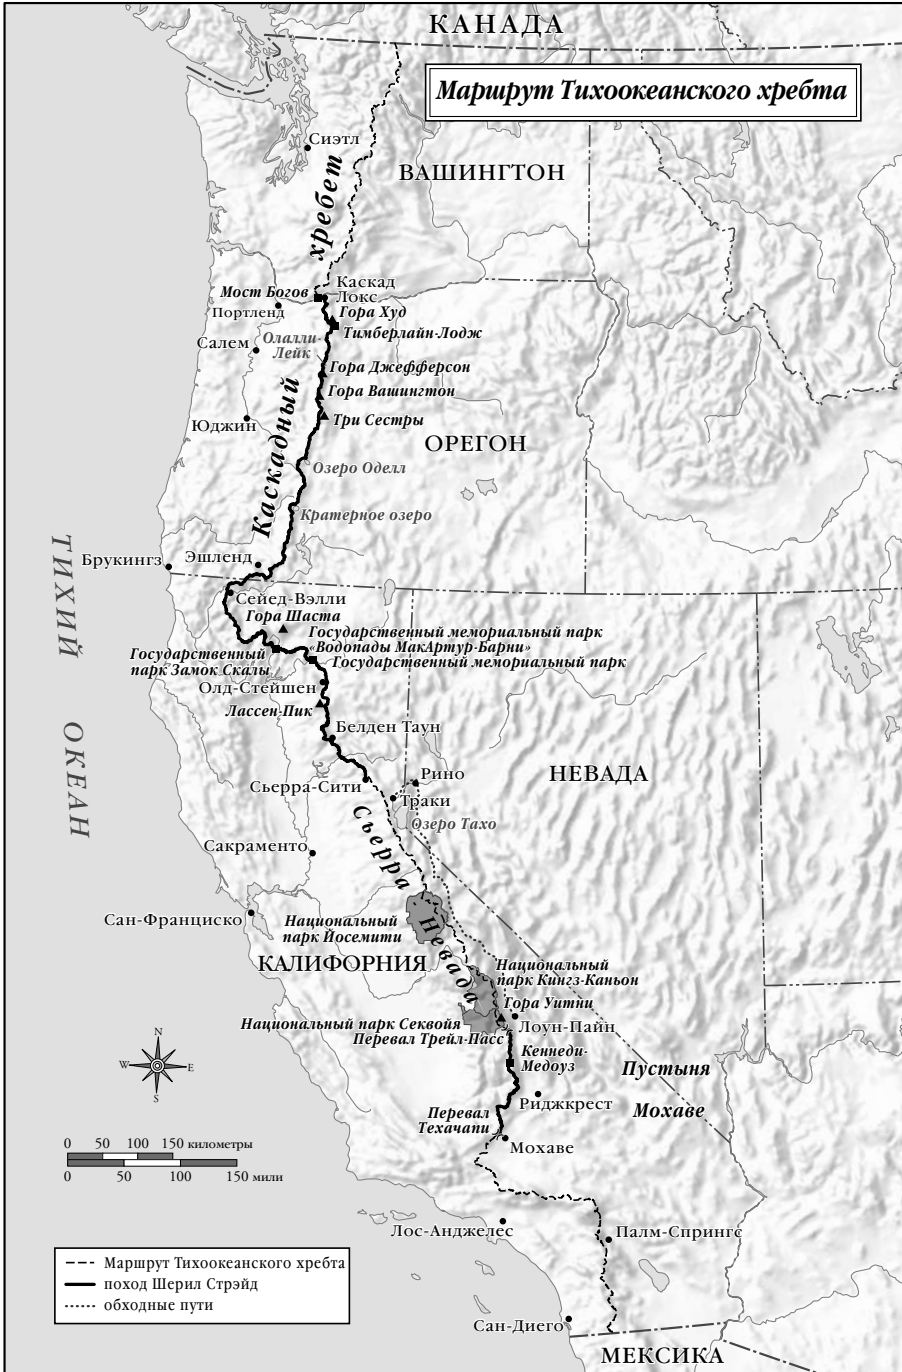 КАНАДА
Маршрут Тихоокеанского хребта
Сиэтл
ВАШИНГТОН
хребет
Каскад
Локс
Мост Богов
Портленд
Гора Худ
Тимберлайн-Лодж
Салем
Олалли-
Лейк
Гора Джефферсон
Гора Вашингтон
Три Сестры
Юджин
Каскадный
ОРЕГОН
Озеро Оделл
Кратерное озеро
ТИХИЙ
ОКЕАН
Брукингз
Эшленд
Сейед-Вэлли
Гора Шаста
Государственный мемориальный парк
«Водопады МакАртур-Барни»
Государственный
парк Замок Скалы
Государственный мемориальный парк
Олд-Стейшен
Лассен-Пик
Белден Таун
Сьерра-Сити
Рино
Траки
Озеро Тахо
НЕВАДА
Сьерра
Невада
Сакраменто
Сан-Франциско
Национальный
парк Йосемити
КАЛИФОРНИЯ
Национальный
парк Кингз-Каньон
Гора Уитни
Национальный парк Секвойя
Лоун-Пайн
Перевал Трейл-Пасс
Кеннеди-
Медоуз
Пустыня
Мохаве
Риджкрест
Перевал
Техачапи
Мохаве
N
W
E
S
0 50 100 150 километры
0 50 100 150 мили
Лос-Анджелес
Палм-Спрингс
Маршрут Тихоокеанского хребта
поход Шерил Стрэйд
обходные пути
Сан-Диего
МЕКСИКА